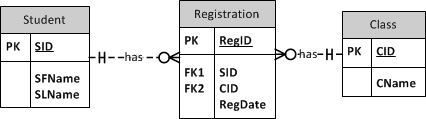 Student
PK SID
SFName
SLName
has
Registration
PK RegID
FK1 SID
FK2 CID
RegDate
has
Class
PK CID
CName